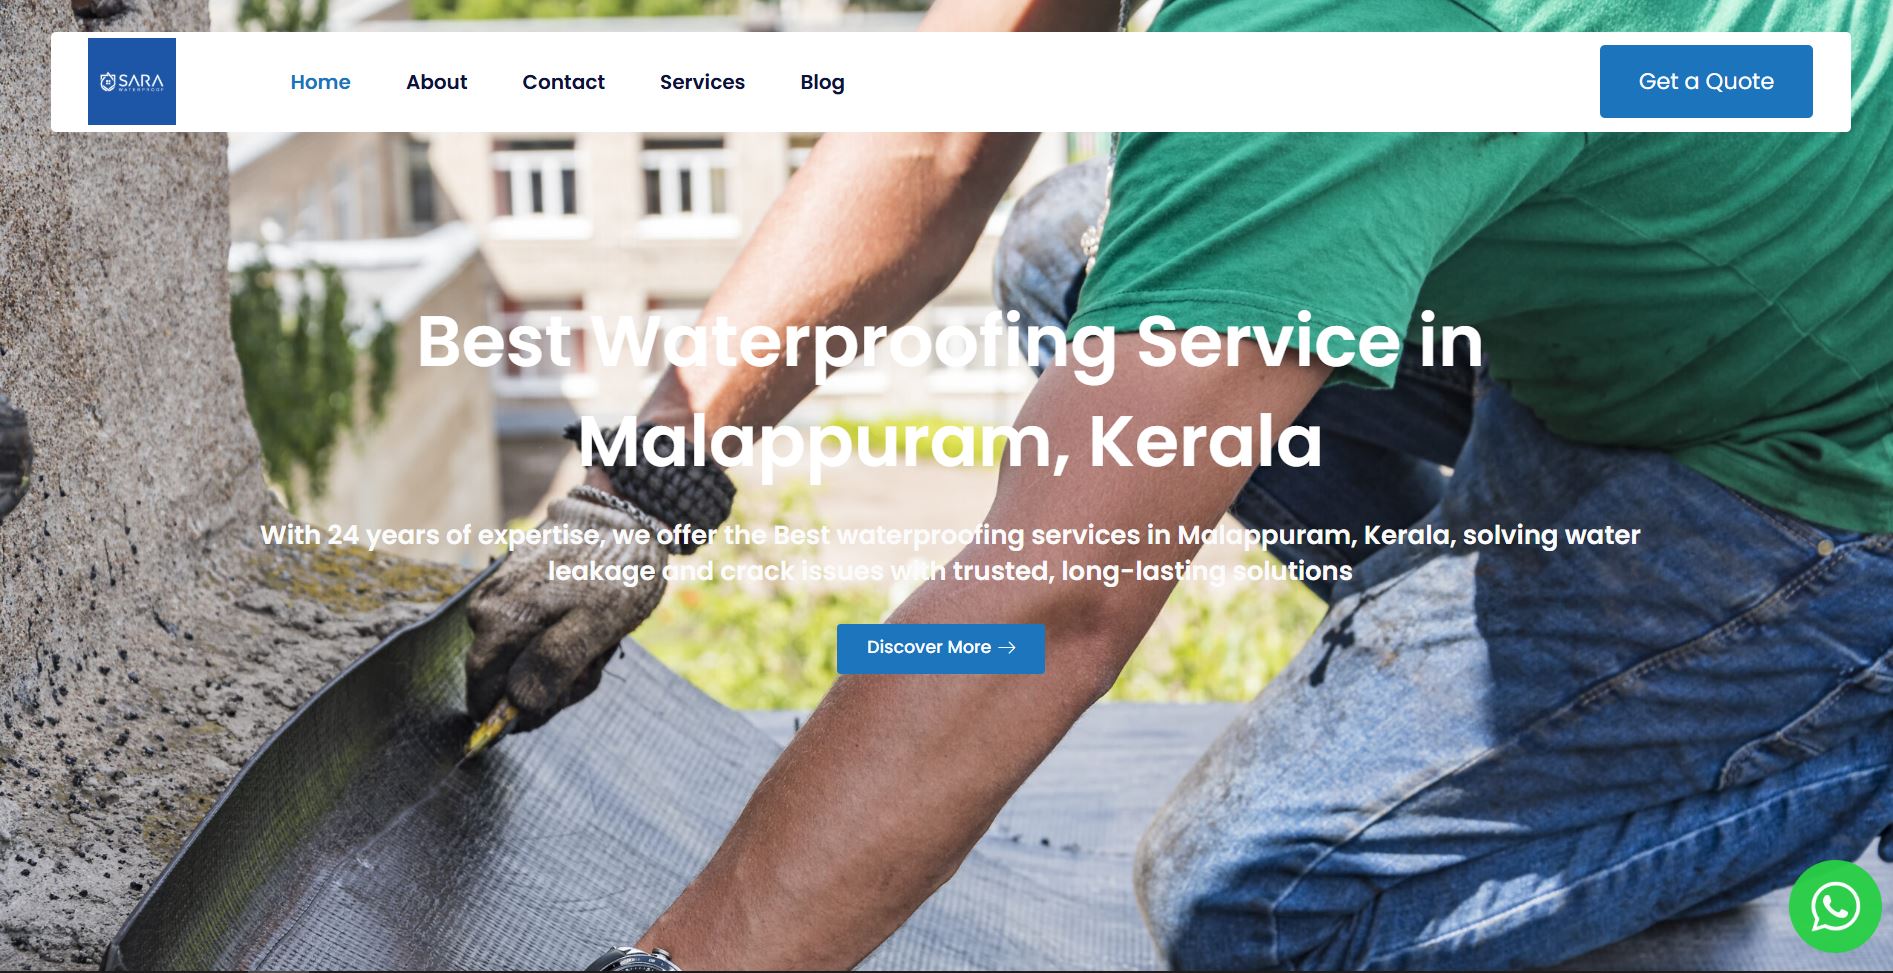 SARA
WATERPROOF
Home
About
Contact
Services
Blog
Get a Quote
Best Waterproofing Service in
Malappuram, Kerala
With 24 years of expertise, we offer the Best waterproofing services in Malappuram, Kerala, solving water
leakage and crack issues with trusted, long-lasting solutions
Discover More →